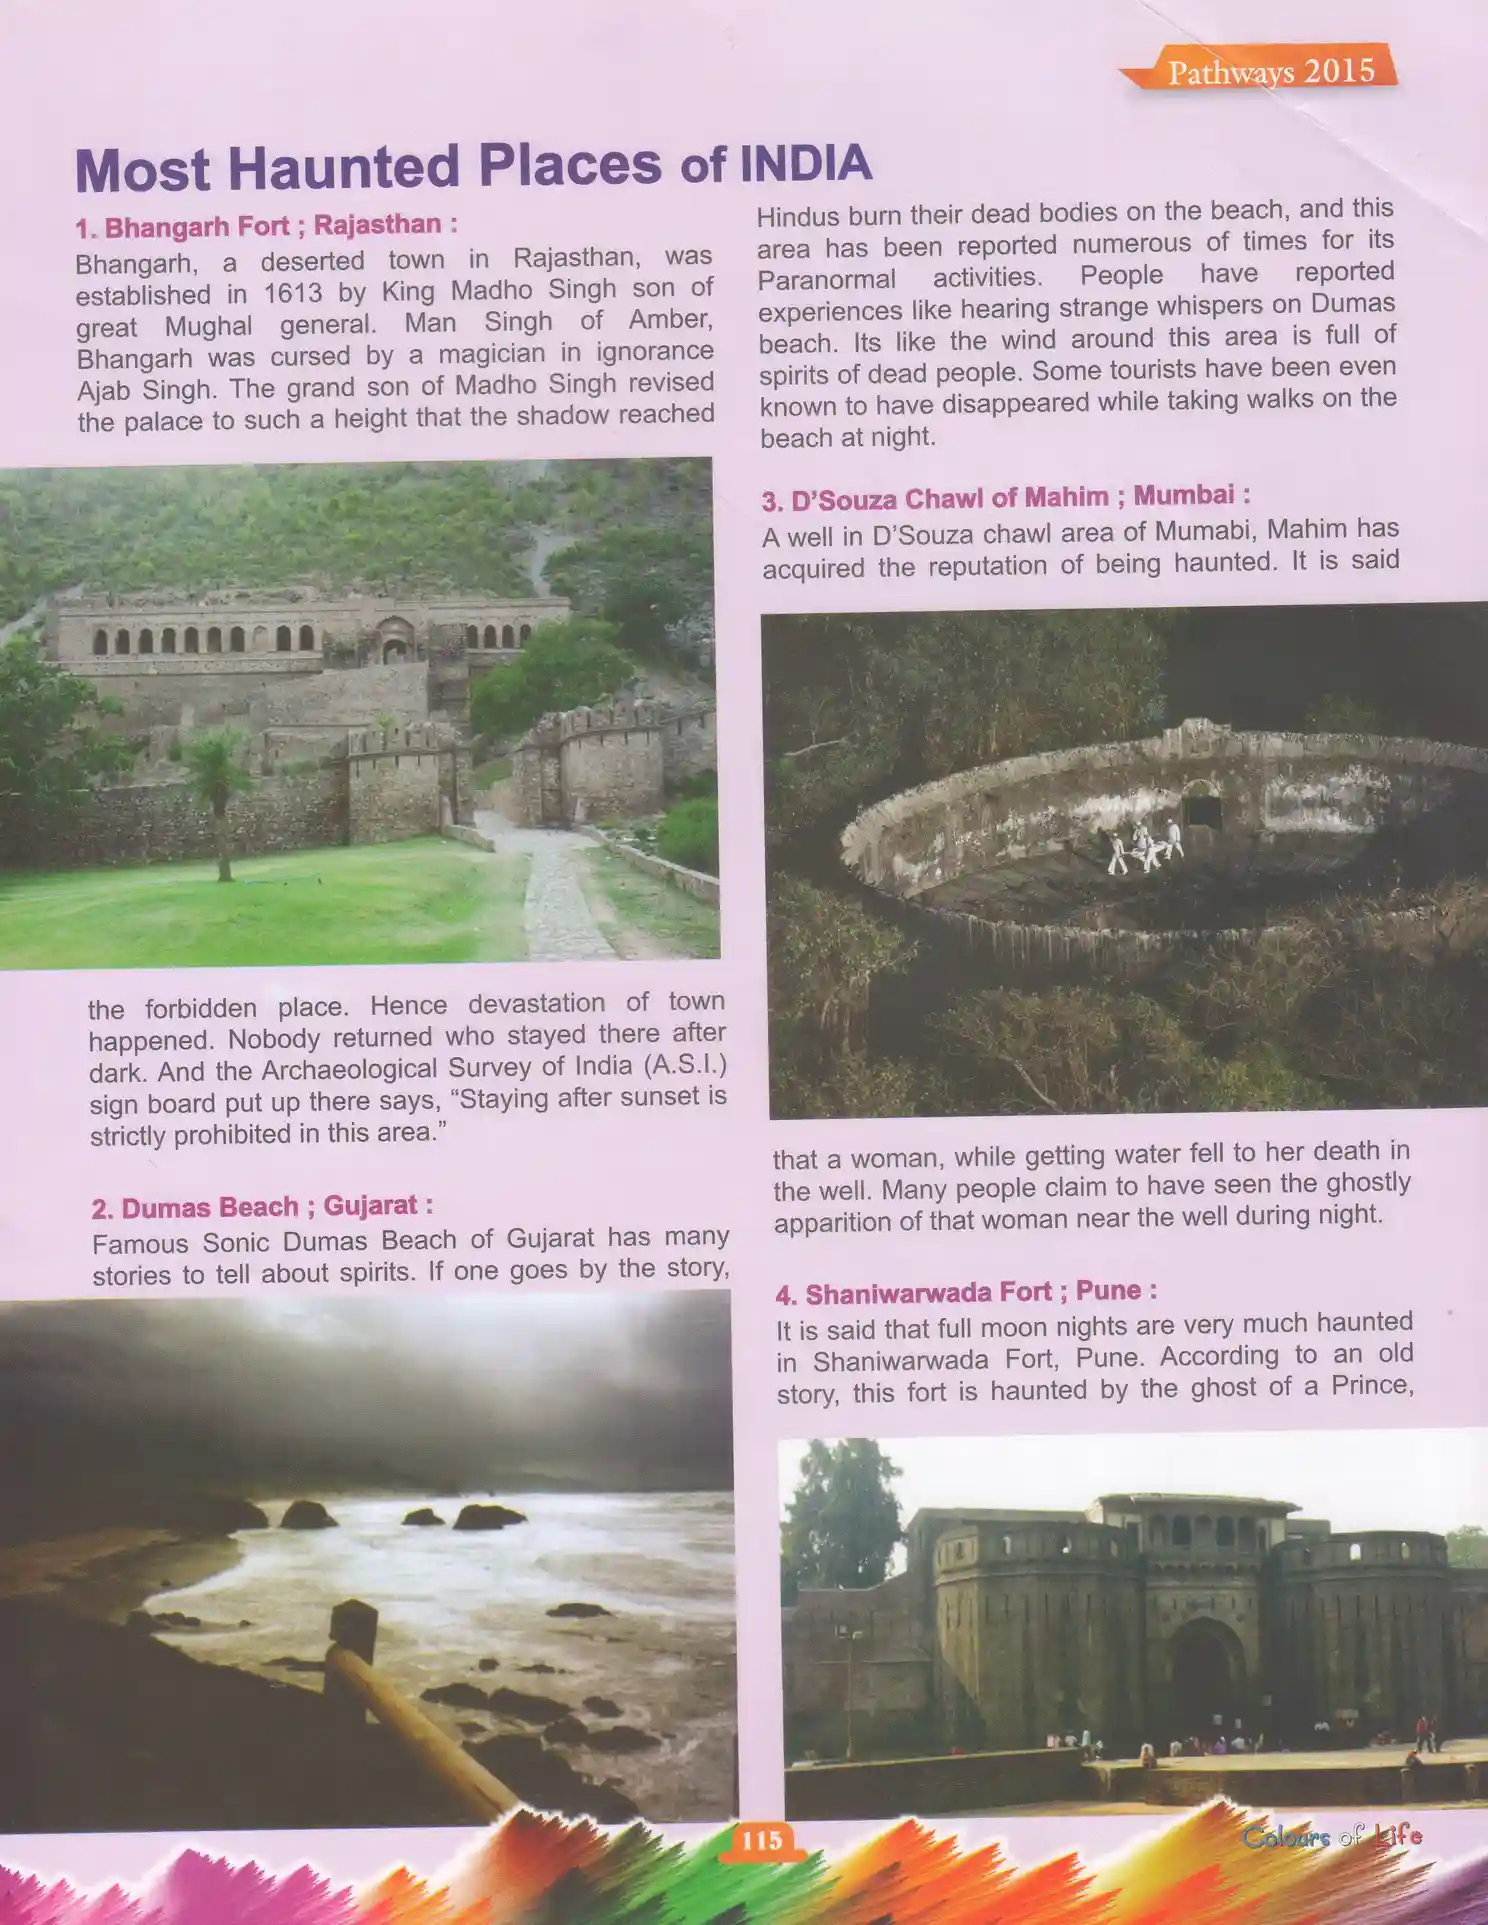 Pathways 2015
Most Haunted Places of INDIA
1. Bhangarh Fort ; Rajasthan :
Bhangarh, a deserted town in Rajasthan, was
established in 1613 by King Madho Singh son of
great Mughal general. Man Singh of Amber,
Bhangarh was cursed by a magician in ignorance
Ajab Singh. The grand son of Madho Singh revised
the palace to such a height that the shadow reached
the forbidden place. Hence devastation of town
happened. Nobody returned who stayed there after
dark. And the Archaeological Survey of India (A.S.I.)
sign board put up there says, “Staying after sunset is
strictly prohibited in this area.”
2. Dumas Beach ; Gujarat :
Famous Sonic Dumas Beach of Gujarat has many
stories to tell about spirits. If one goes by the story,
Hindus burn their dead bodies on the beach, and this
area has been reported numerous of times for its
Paranormal activities. People have reported
experiences like hearing strange whispers on Dumas
beach. Its like the wind around this area is full of
spirits of dead people. Some tourists have been even
known to have disappeared while taking walks on the
beach at night.
3. D’Souza Chawl of Mahim ; Mumbai :
A well in D’Souza chawl area of Mumabi, Mahim has
acquired the reputation of being haunted. It is said
that a woman, while getting water fell to her death in
the well. Many people claim to have seen the ghostly
apparition of that woman near the well during night.
4. Shaniwarwada Fort ; Pune :
It is said that full moon nights are very much haunted
in Shaniwarwada Fort, Pune. According to an old
story, this fort is haunted by the ghost of a Prince,
115
Colours of Life